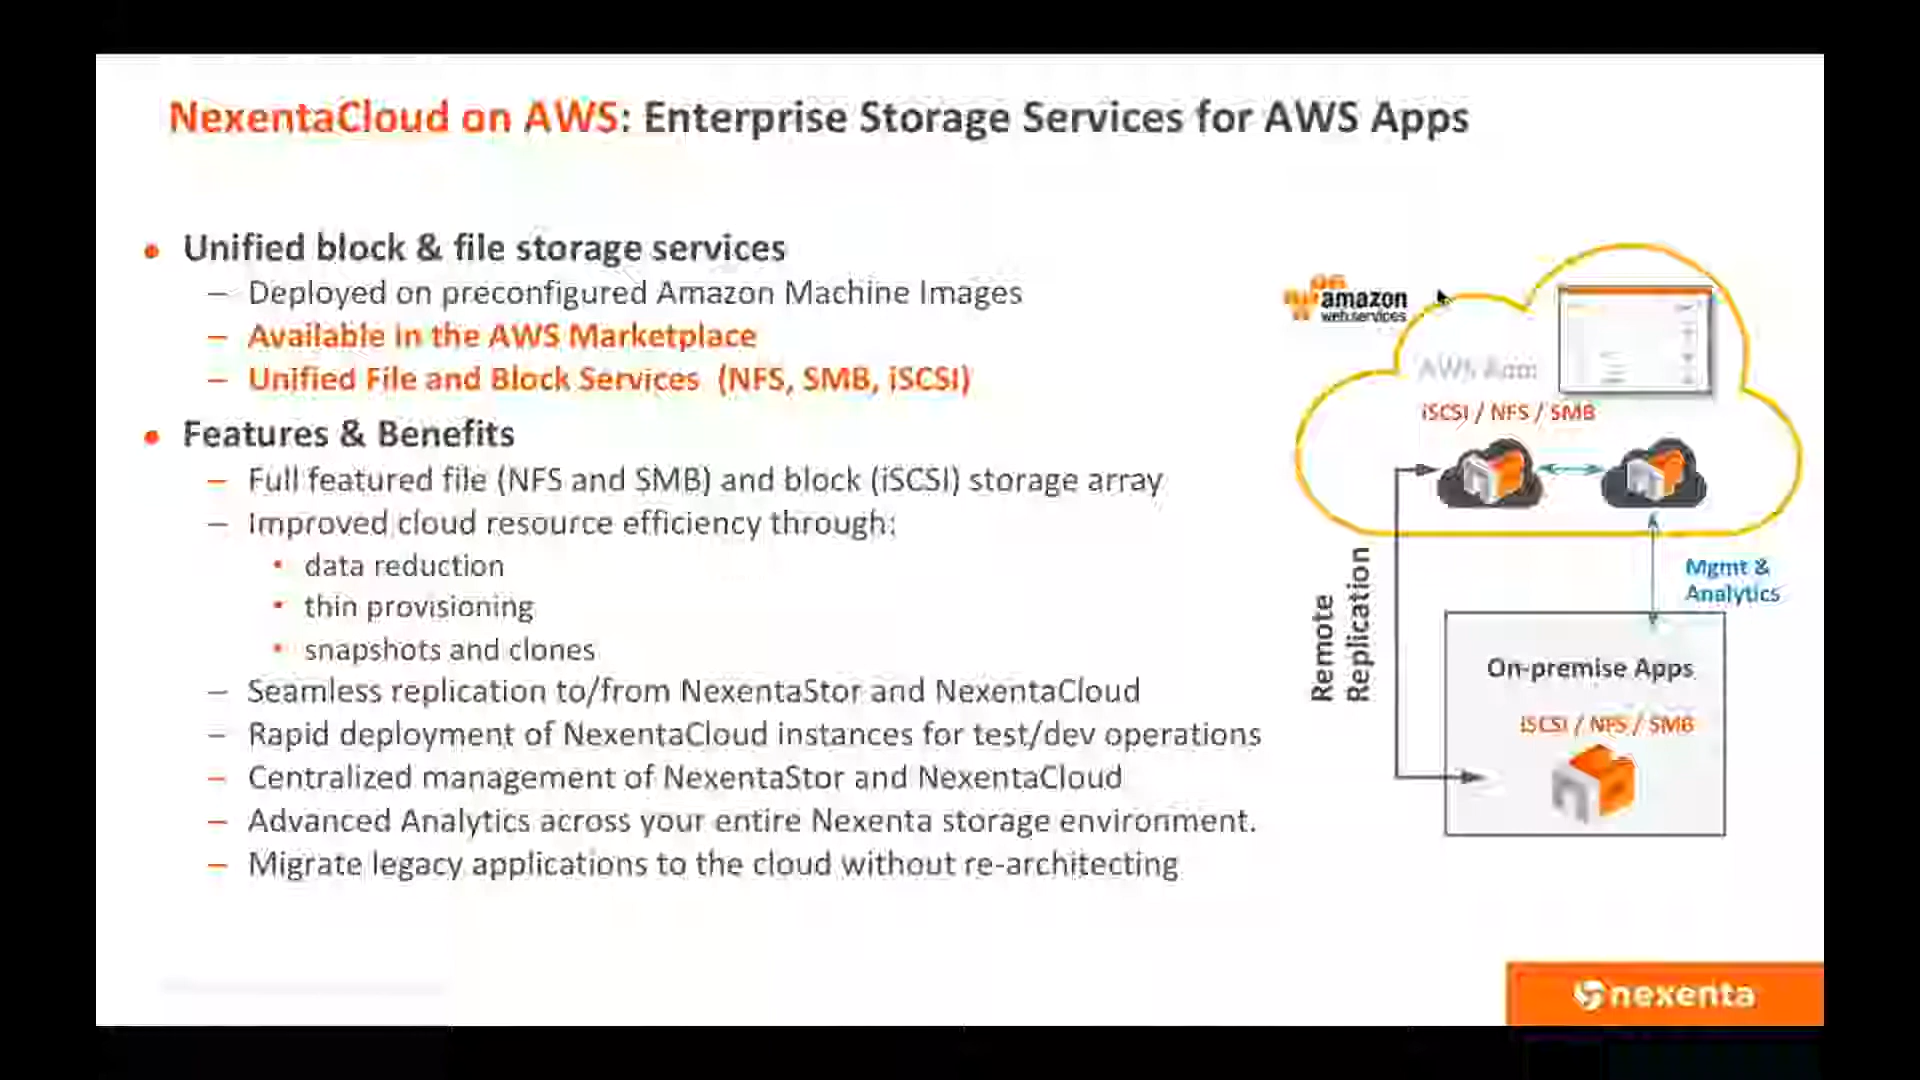 NexentaCloud on AWS: Enterprise Storage Services for AWS Apps
Unified block & file storage services
– Deployed on preconfigured Amazon Machine Images
– Available in the AWS Marketplace
– Unified File and Block Services (NFS, SMB, iSCSI)
Features & Benefits
– Full featured file (NFS and SMB) and block (iSCSI) storage array
– Improved cloud resource efficiency through:
• data reduction
• thin provisioning
• snapshots and clones
– Seamless replication to/from NexentaStor and NexentaCloud
– Rapid deployment of NexentaCloud instances for test/dev operations
– Centralized management of NexentaStor and NexentaCloud
– Advanced Analytics across your entire Nexenta storage environment.
– Migrate legacy applications to the cloud without re-architecting
amazon
web services
AWS
iSCSI / NFS / SMB
Remote
Replication
Mgmt &
Analytics
On-premise Apps
iSCSI / NFS / SMB
nexenta